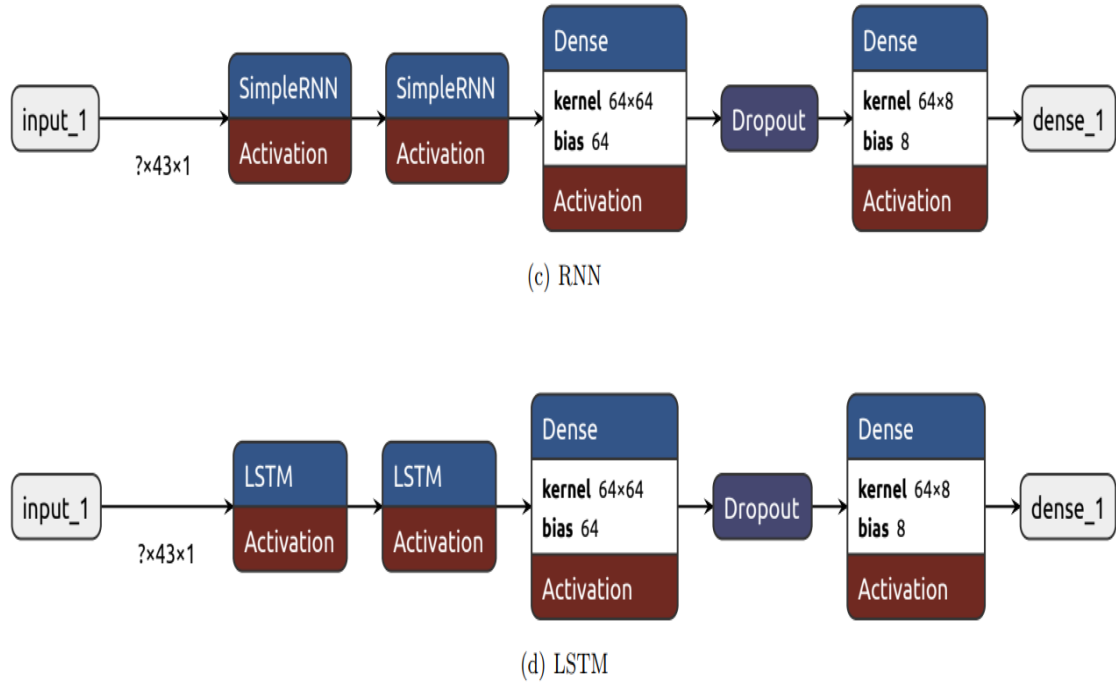 input_1
?×43×1
SimpleRNN
Activation
SimpleRNN
Activation
Dense
kernel 64×64
bias 64
Activation
Dropout
Dense
kernel 64×8
bias 8
Activation
dense_1
(c) RNN
input_1
?×43×1
LSTM
Activation
LSTM
Activation
Dense
kernel 64×64
bias 64
Activation
Dropout
Dense
kernel 64×8
bias 8
Activation
dense_1
(d) LSTM